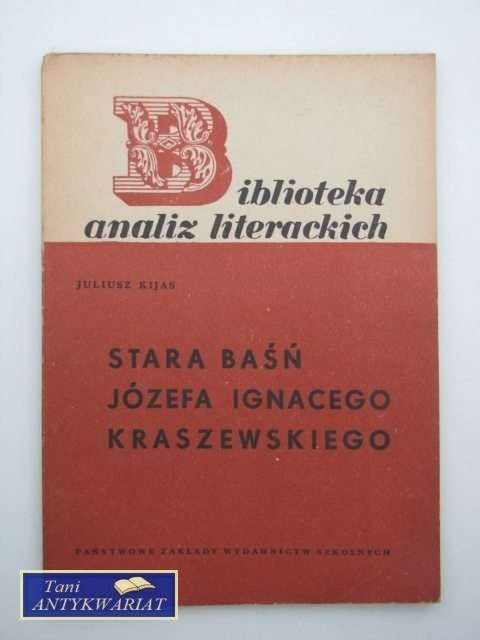 Biblioteka
analiz literackich
JULIUSZ KIJAS
STARA BAŚŃ
JÓZEFA IGNACEGO
KRASZEWSKIEGO
PAŃSTWOWE ZAKŁADY WYDAWNICTW SZKOLNYCH
Tani
ANTYKWARIAT